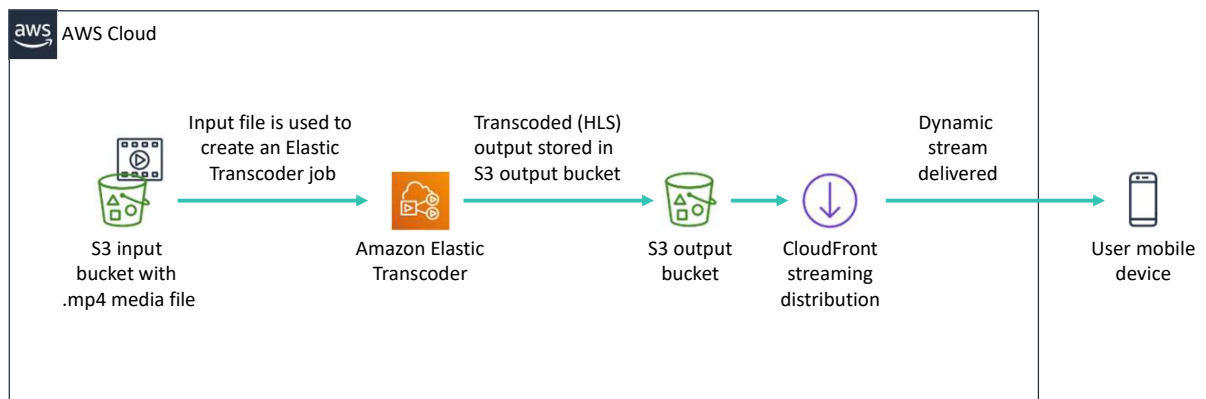 aws
AWS Cloud
Input file is used to
create an Elastic
Transcoder job
Transcoded (HLS)
output stored in
S3 output bucket
Dynamic
stream
delivered
S3 input
bucket with
.mp4 media file
Amazon Elastic
Transcoder
S3 output
bucket
CloudFront
streaming
distribution
User mobile
device